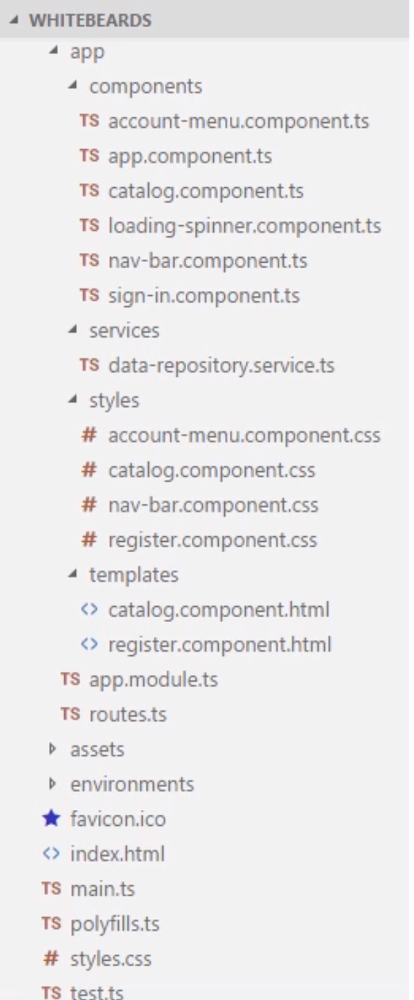 WHITEBEARDS
app
components
TS account-menu.component.ts
TS app.component.ts
TS catalog.component.ts
TS loading-spinner.component.ts
TS nav-bar.component.ts
TS sign-in.component.ts
services
TS data-repository.service.ts
styles
# account-menu.component.css
# catalog.component.css
# nav-bar.component.css
# register.component.css
templates
<> catalog.component.html
<> register.component.html
TS app.module.ts
TS routes.ts
assets
environments
favicon.ico
<> index.html
TS main.ts
TS polyfills.ts
# styles.css
TS test.ts